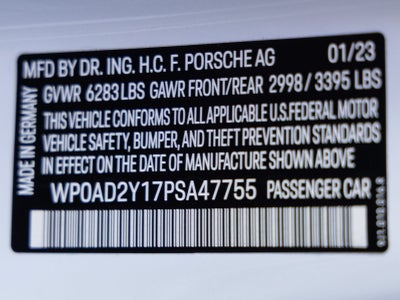 MFD BY DR. ING. H.C. F. PORSCHE AG 01/23
GVWR 6283 LBS GAWR FRONT/REAR 2998 / 3395 LBS
THIS VEHICLE CONFORMS TO ALL APPLICABLE U.S. FEDERAL MOTOR
VEHICLE SAFETY, BUMPER, AND THEFT PREVENTION STANDARDS
IN EFFECT ON THE DATE OF MANUFACTURE SHOWN ABOVE
WP0AD2Y17PSA47755 PASSENGER CAR
MADE IN GERMANY